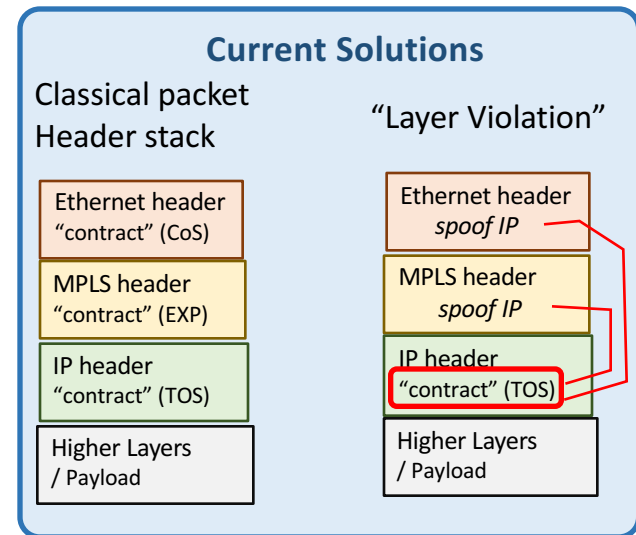 Current Solutions
Classical packet
Header stack
Ethernet header
“contract” (CoS)
MPLS header
“contract” (EXP)
IP header
“contract” (TOS)
Higher Layers
/ Payload
“Layer Violation”
Ethernet header
spoof IP
MPLS header
spoof IP
IP header
“contract” (TOS)
Higher Layers
/ Payload